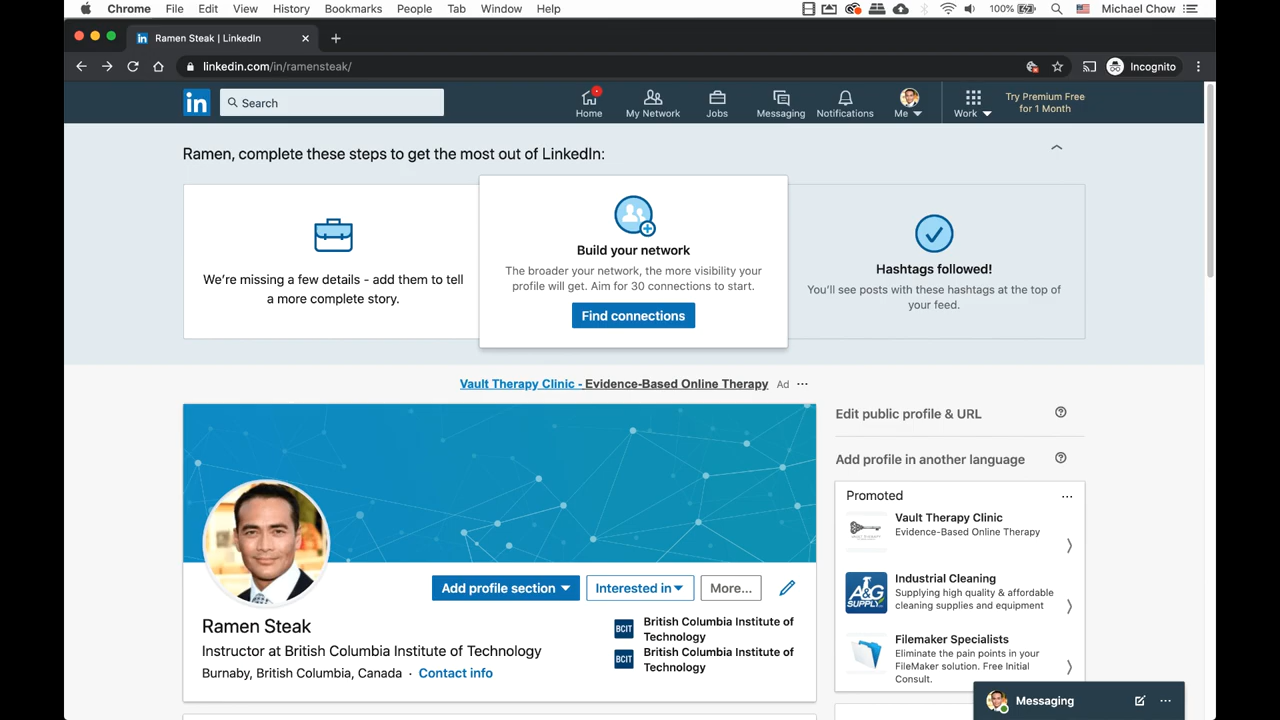 Chrome File Edit View History Bookmarks People Tab Window Help 100% Michael Chow
in Ramen Steak | LinkedIn
linkedin.com/in/ramensteak/ Incognito
in Search Home My Network Jobs Messaging Notifications Me Work Try Premium Free
for 1 Month
Ramen, complete these steps to get the most out of LinkedIn:
We're missing a few details - add them to tell
a more complete story.
Build your network
The broader your network, the more visibility your
profile will get. Aim for 30 connections to start.
Find connections
Hashtags followed!
You'll see posts with these hashtags at the top of
your feed.
Vault Therapy Clinic - Evidence-Based Online Therapy Ad
Add profile section Interested in More...
Ramen Steak
Instructor at British Columbia Institute of Technology
Burnaby, British Columbia, Canada · Contact info
BCIT British Columbia Institute of
Technology
BCIT British Columbia Institute of
Technology
Edit public profile & URL
Add profile in another language
Promoted
Vault Therapy Clinic
Evidence-Based Online Therapy
A&G
SUPPLY
Industrial Cleaning
Supplying high quality & affordable
cleaning supplies and equipment
Filemaker Specialists
Eliminate the pain points in your
FileMaker solution. Free Initial
Consult.
Messaging